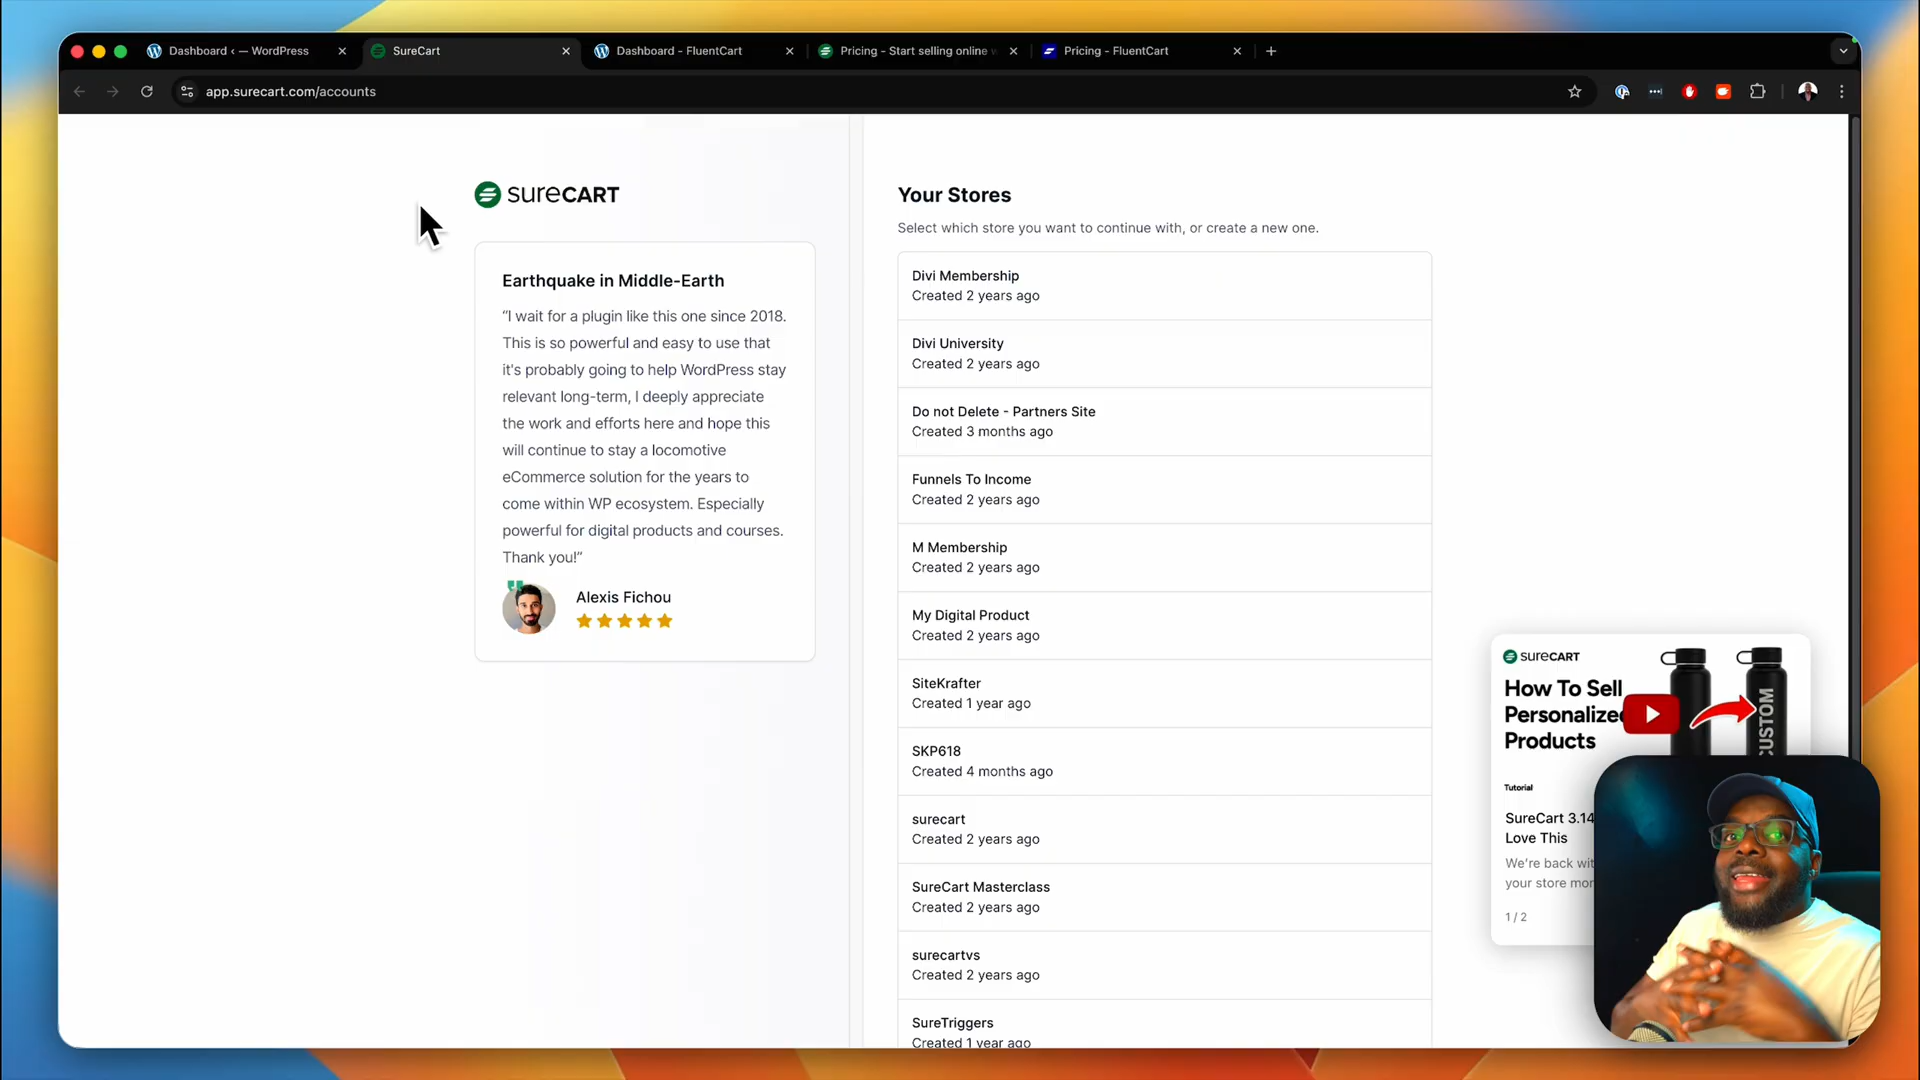 Dashboard ‹ — WordPress
SureCart
Dashboard - FluentCart
Pricing - Start selling online
Pricing - FluentCart
app.surecart.com/accounts
sureCART
Earthquake in Middle-Earth
“I wait for a plugin like this one since 2018.
This is so powerful and easy to use that
it's probably going to help WordPress stay
relevant long-term, I deeply appreciate
the work and efforts here and hope this
will continue to stay a locomotive
eCommerce solution for the years to
come within WP ecosystem. Especially
powerful for digital products and courses.
Thank you!”
Alexis Fichou
Your Stores
Select which store you want to continue with, or create a new one.
Divi Membership
Created 2 years ago
Divi University
Created 2 years ago
Do not Delete - Partners Site
Created 3 months ago
Funnels To Income
Created 2 years ago
M Membership
Created 2 years ago
My Digital Product
Created 2 years ago
SiteKrafter
Created 1 year ago
SKP618
Created 4 months ago
surecart
Created 2 years ago
SureCart Masterclass
Created 2 years ago
surecartvs
Created 2 years ago
SureTriggers
Created 1 year ago
sureCART
How To Sell
Personalized
Products
CUSTOM
Tutorial
SureCart 3.14
Love This
We're back
your store
1 / 2